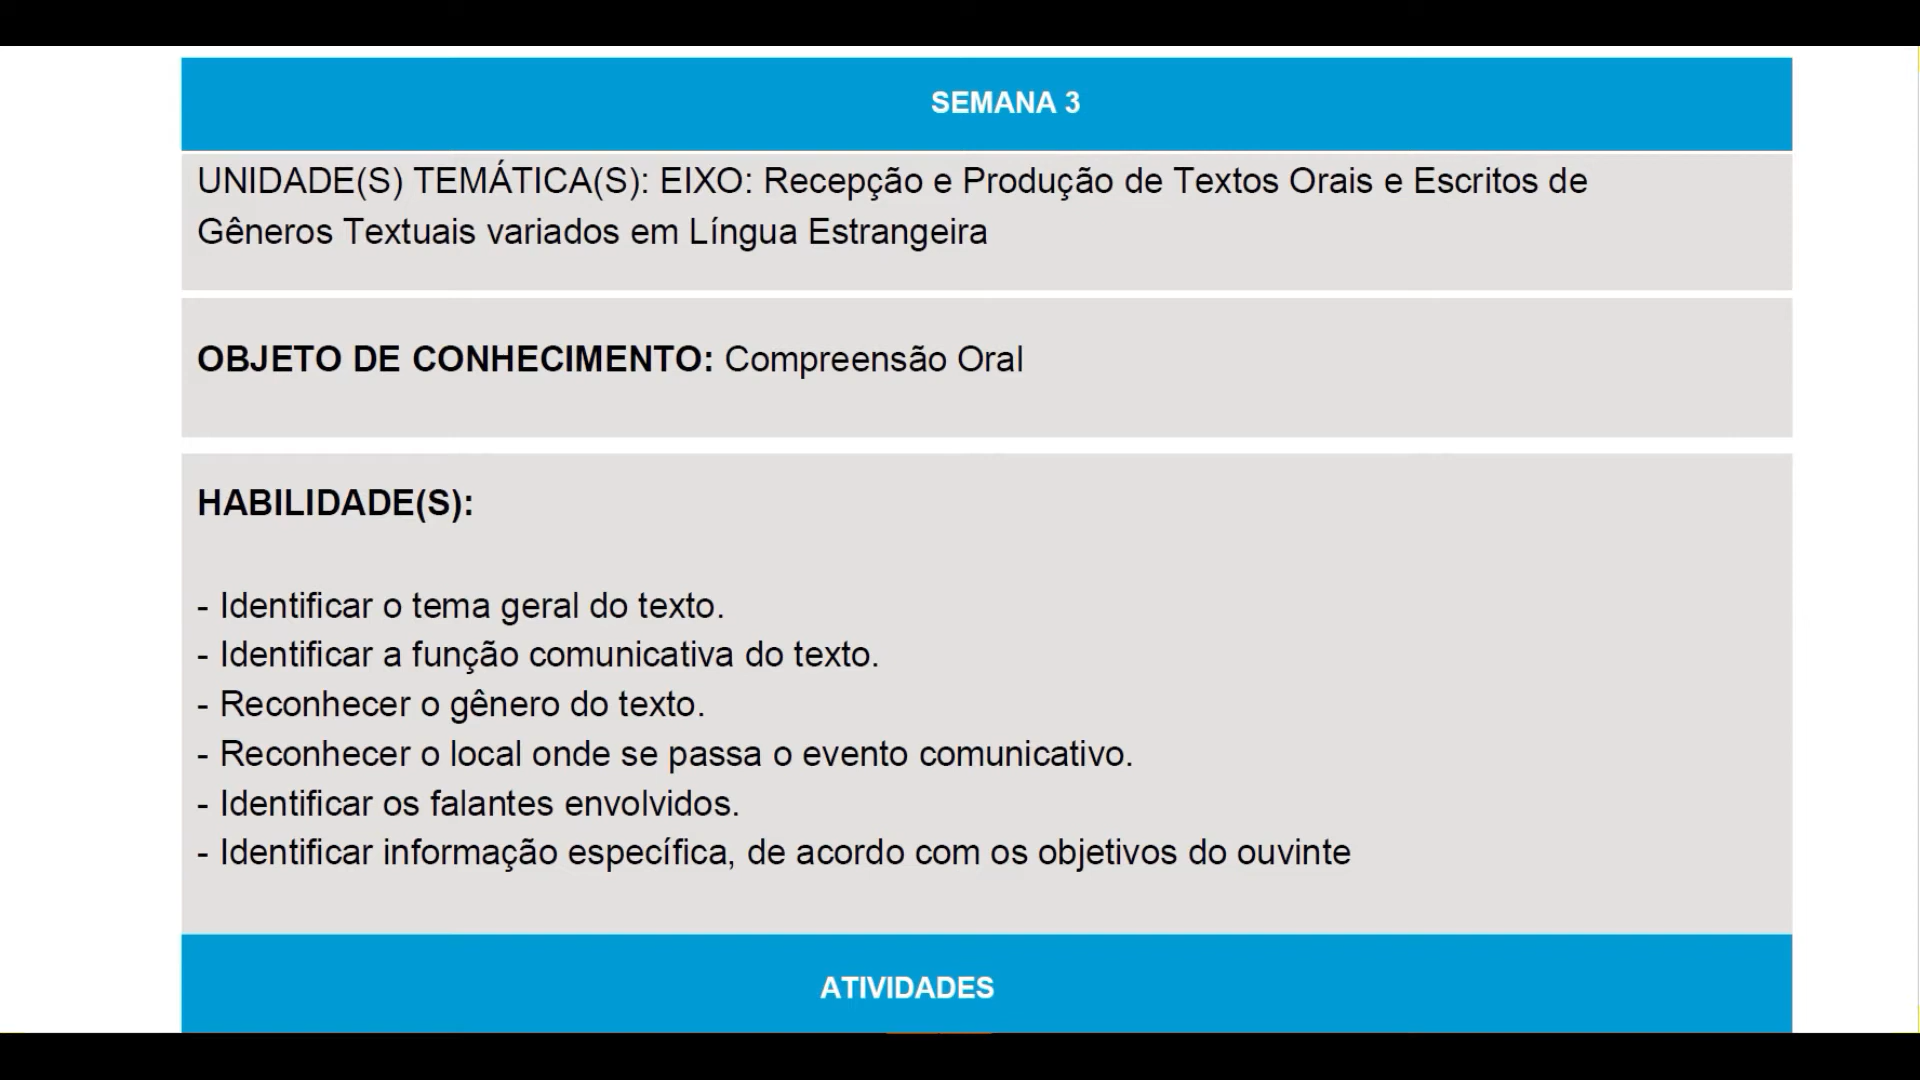 SEMANA 3
UNIDADE(S) TEMÁTICA(S): EIXO: Recepção e Produção de Textos Orais e Escritos de
Gêneros Textuais variados em Língua Estrangeira
OBJETO DE CONHECIMENTO: Compreensão Oral
HABILIDADE(S):
- Identificar o tema geral do texto.
- Identificar a função comunicativa do texto.
- Reconhecer o gênero do texto.
- Reconhecer o local onde se passa o evento comunicativo.
- Identificar os falantes envolvidos.
- Identificar informação específica, de acordo com os objetivos do ouvinte
ATIVIDADES